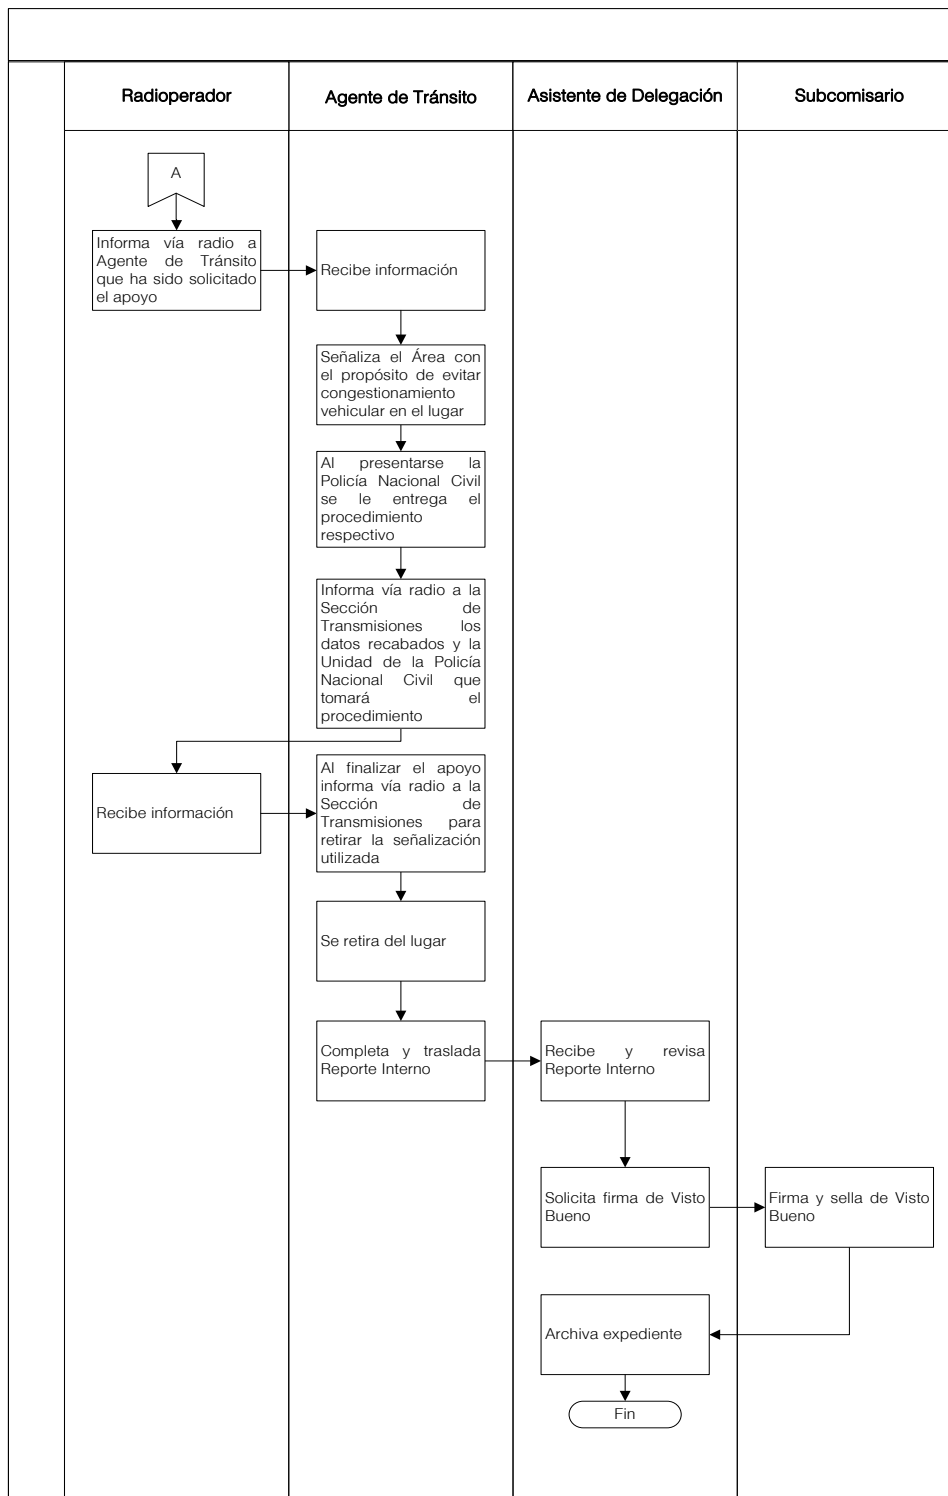 Radioperador
Agente de Tránsito
Asistente de Delegación
Subcomisario
A
Informa vía radio a
Agente de Tránsito
que ha sido solicitado
el apoyo
Recibe información
Señaliza el Área con
el propósito de evitar
congestionamiento
vehicular en el lugar
Al presentarse la
Policía Nacional Civil
se le entrega el
procedimiento
respectivo
Informa vía radio a la
Sección de
Transmisiones los
datos recabados y la
Unidad de la Policía
Nacional Civil que
tomará el
procedimiento
Recibe información
Al finalizar el apoyo
informa vía radio a la
Sección de
Transmisiones para
retirar la señalización
utilizada
Se retira del lugar
Completa y traslada
Reporte Interno
Recibe y revisa
Reporte Interno
Solicita firma de Visto
Bueno
Firma y sella de Visto
Bueno
Archiva expediente
Fin